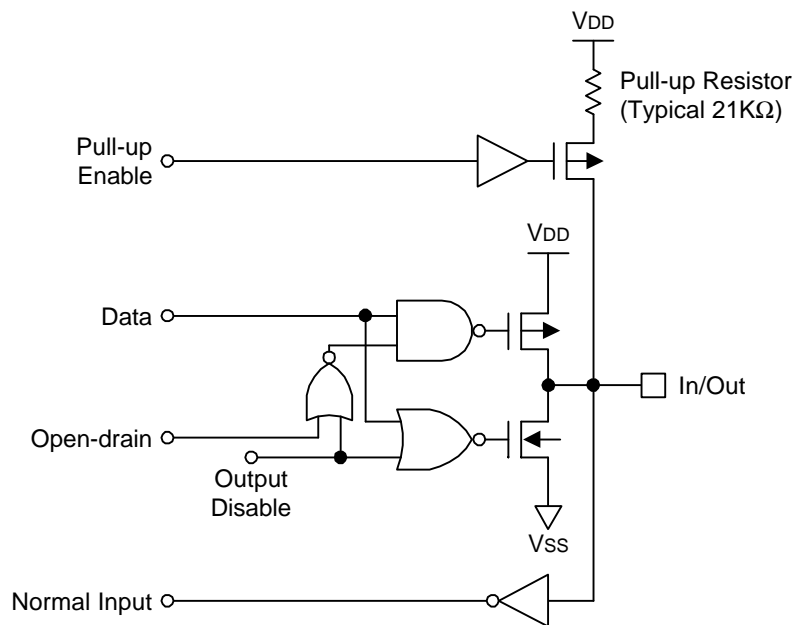 VDD
Pull-up Resistor
(Typical 21KΩ)
Pull-up
Enable
VDD
Data
In/Out
Open-drain
Output
Disable
VSS
Normal Input